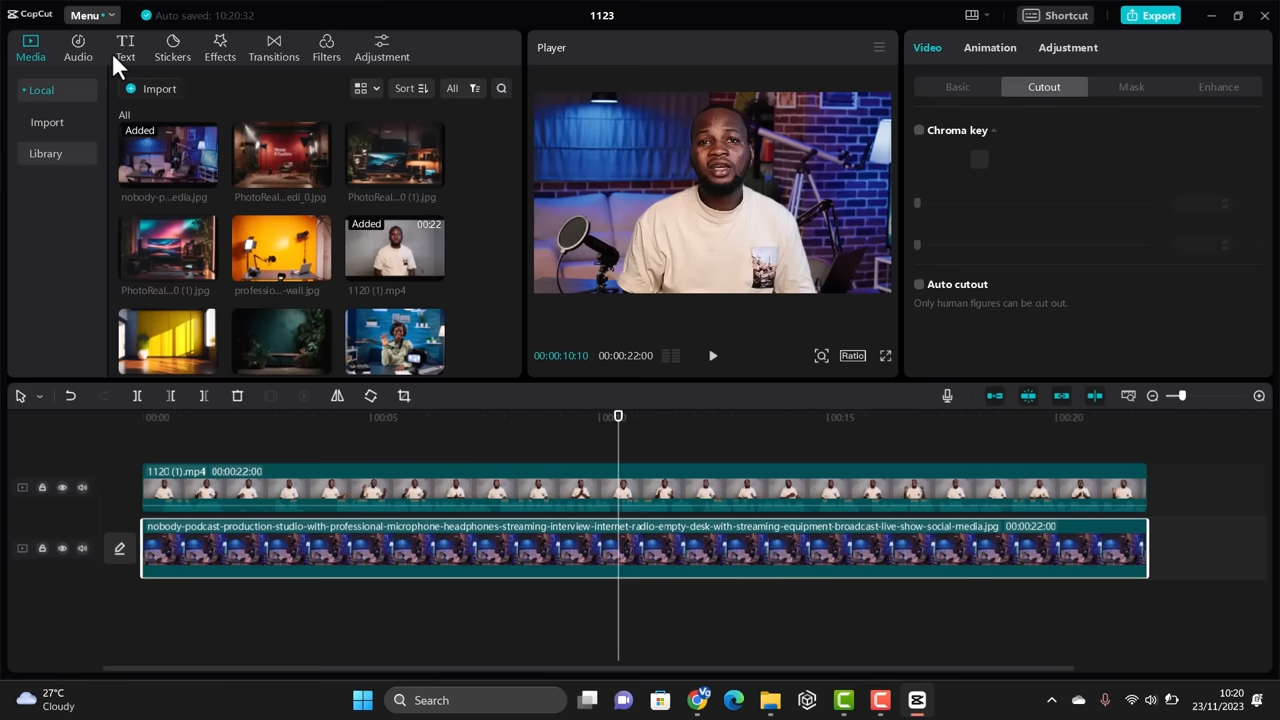 CapCut
Menu
Auto saved: 10:20:32
1123
Shortcut
Export
Media
Audio
Text
Stickers
Effects
Transitions
Filters
Adjustment
Local
Import
Library
Import
Sort
All
All
Added
nobody-p...edia.jpg
PhotoReal...edi_0.jpg
PhotoReal...0 (1).jpg
PhotoReal...0 (1).jpg
professio...-wall.jpg
Added
00:22
1120 (1).mp4
Player
00:00:10:10
00:00:22:00
Ratio
Video
Animation
Adjustment
Basic
Cutout
Mask
Enhance
Chroma key
Auto cutout
Only human figures can be cut out.
00:00
00:05
00:15
00:20
1120 (1).mp4 00:00:22:00
nobody-podcast-production-studio-with-professional-microphone-headphones-streaming-interview-internet-radio-empty-desk-with-streaming-equipment-broadcast-live-show-social-media.jpg 00:00:22:00
27°C
Cloudy
Search
10:20
23/11/2023